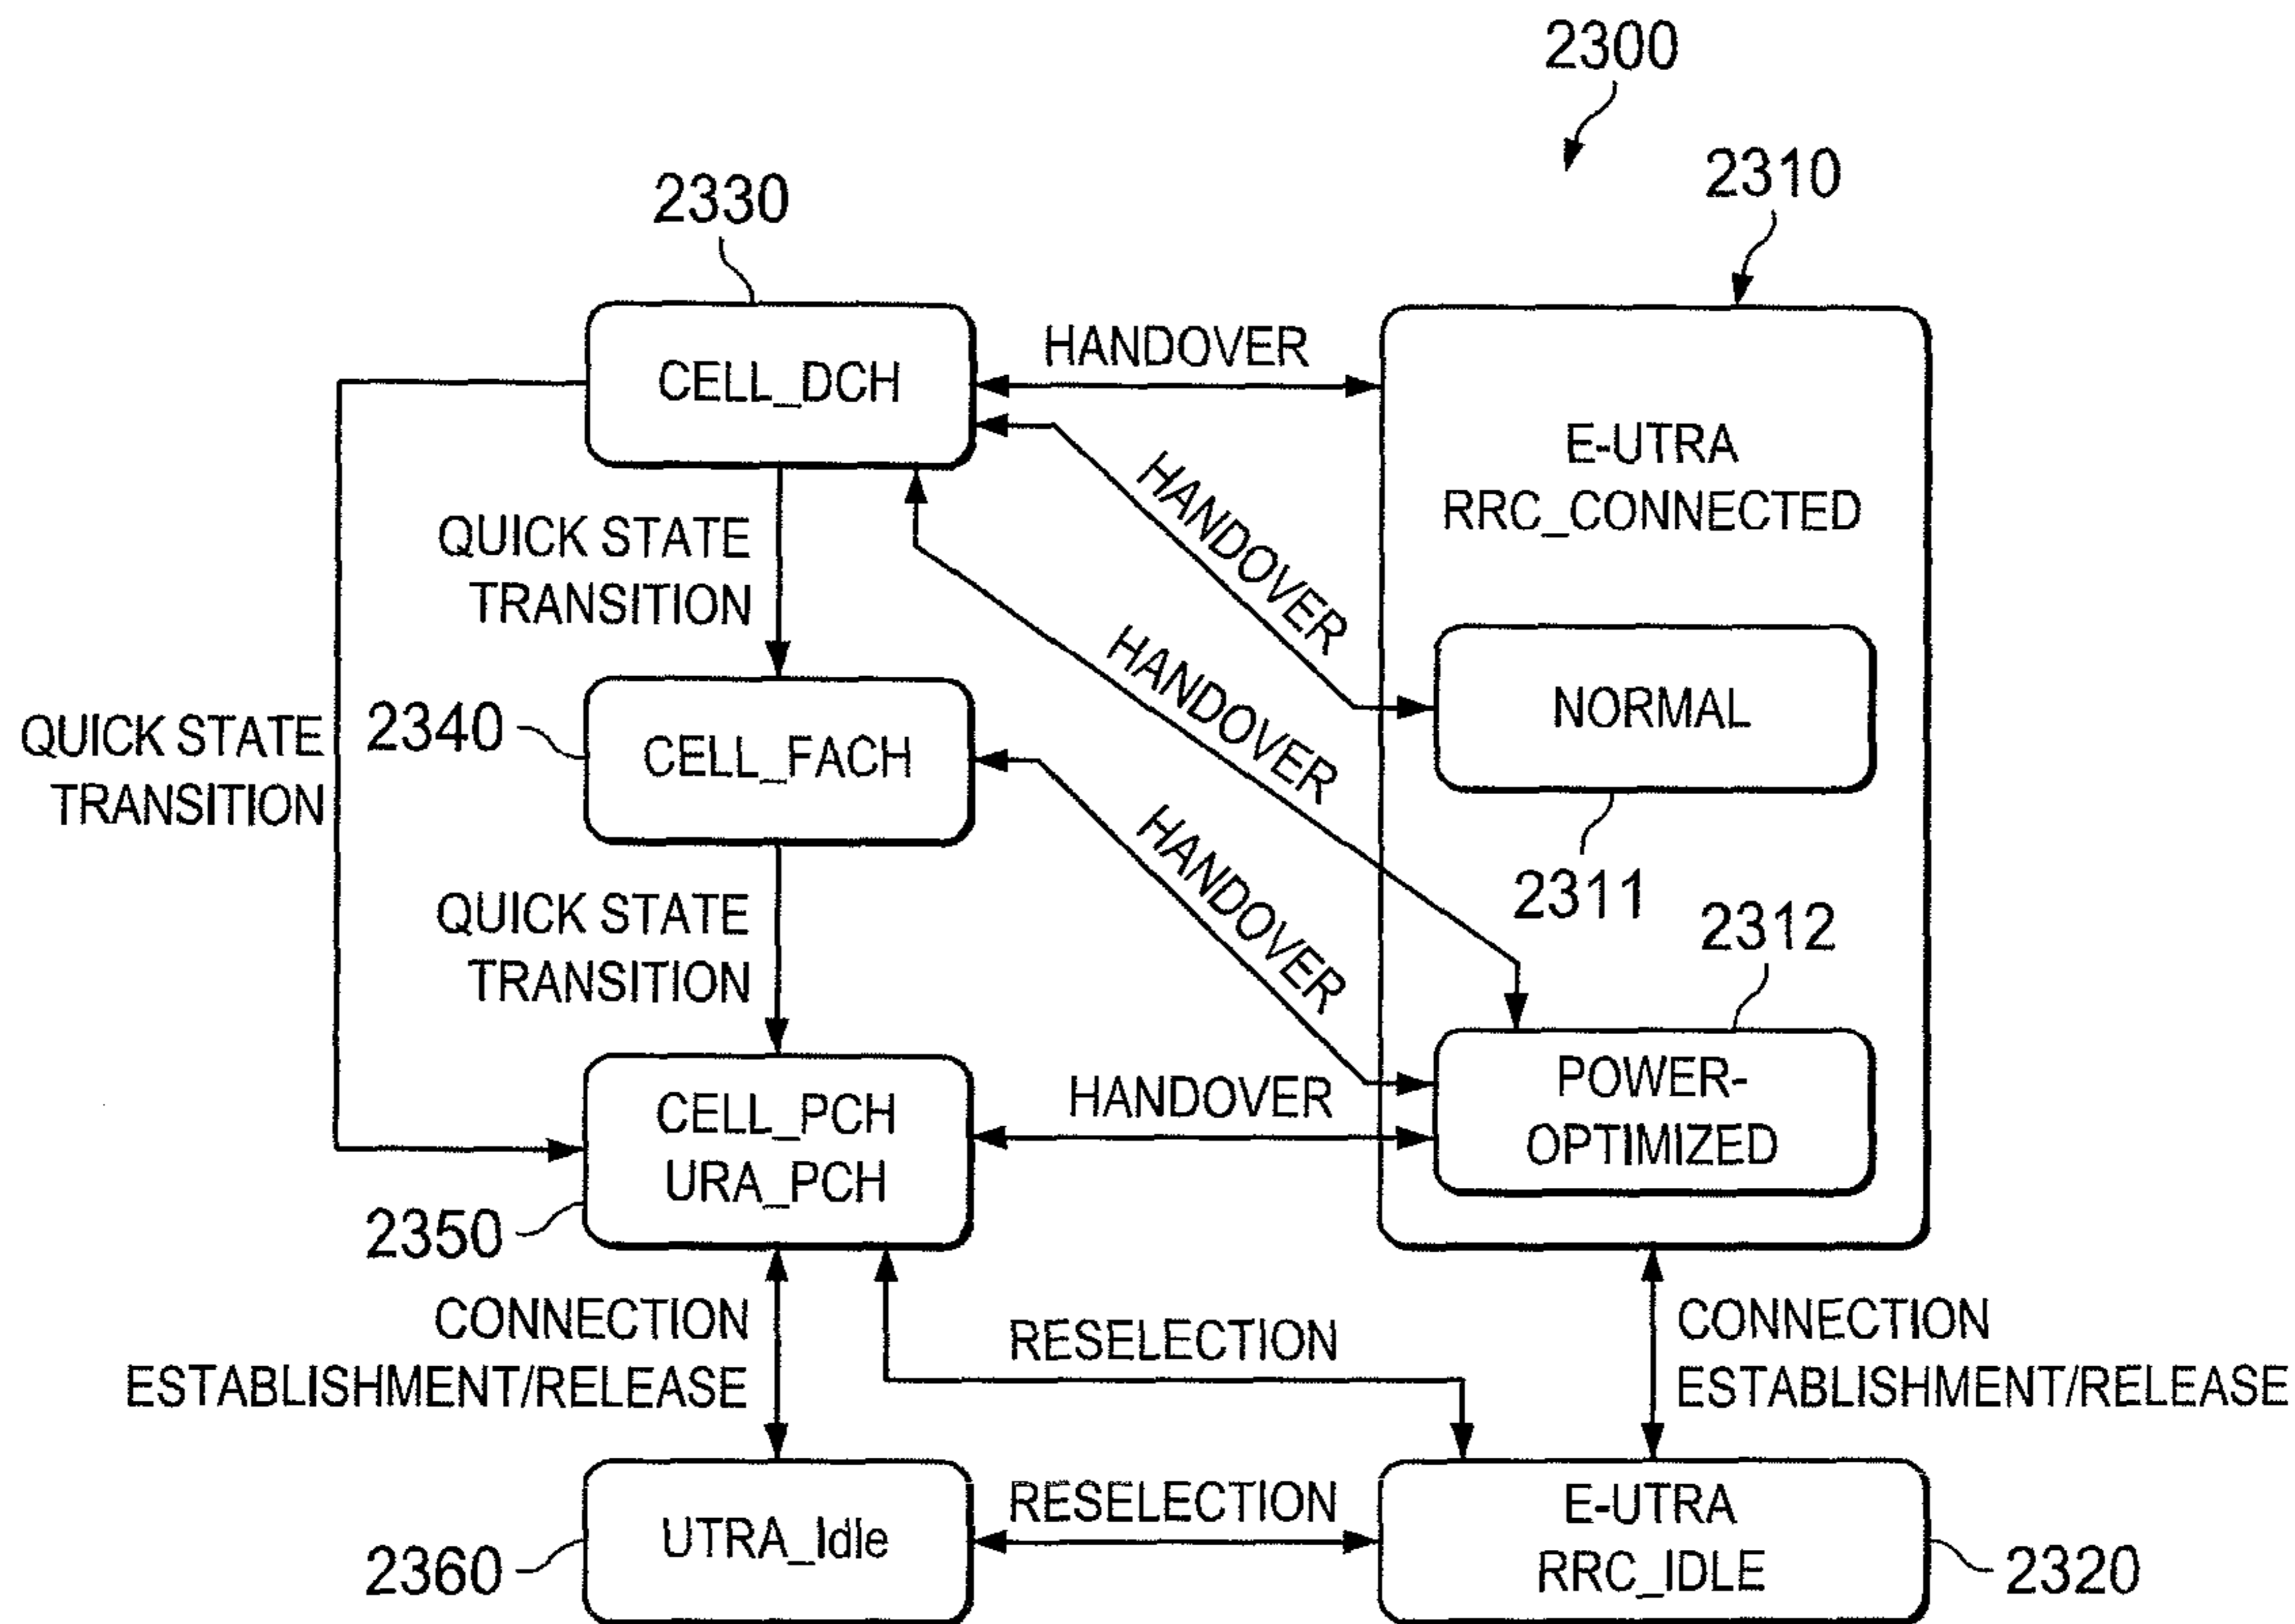 2300
2310
2330
CELL_DCH
HANDOVER
E-UTRA
RRC_CONNECTED
HANDOVER
QUICK STATE
TRANSITION
HANDOVER
NORMAL
2311
2340
CELL_FACH
QUICK STATE
TRANSITION
HANDOVER
2312
QUICK STATE
TRANSITION
POWER-
OPTIMIZED
HANDOVER
CELL_PCH
URA_PCH
2350
CONNECTION
ESTABLISHMENT/RELEASE
RESELECTION
CONNECTION
ESTABLISHMENT/RELEASE
UTRA_Idle
2360
RESELECTION
E-UTRA
RRC_IDLE
2320